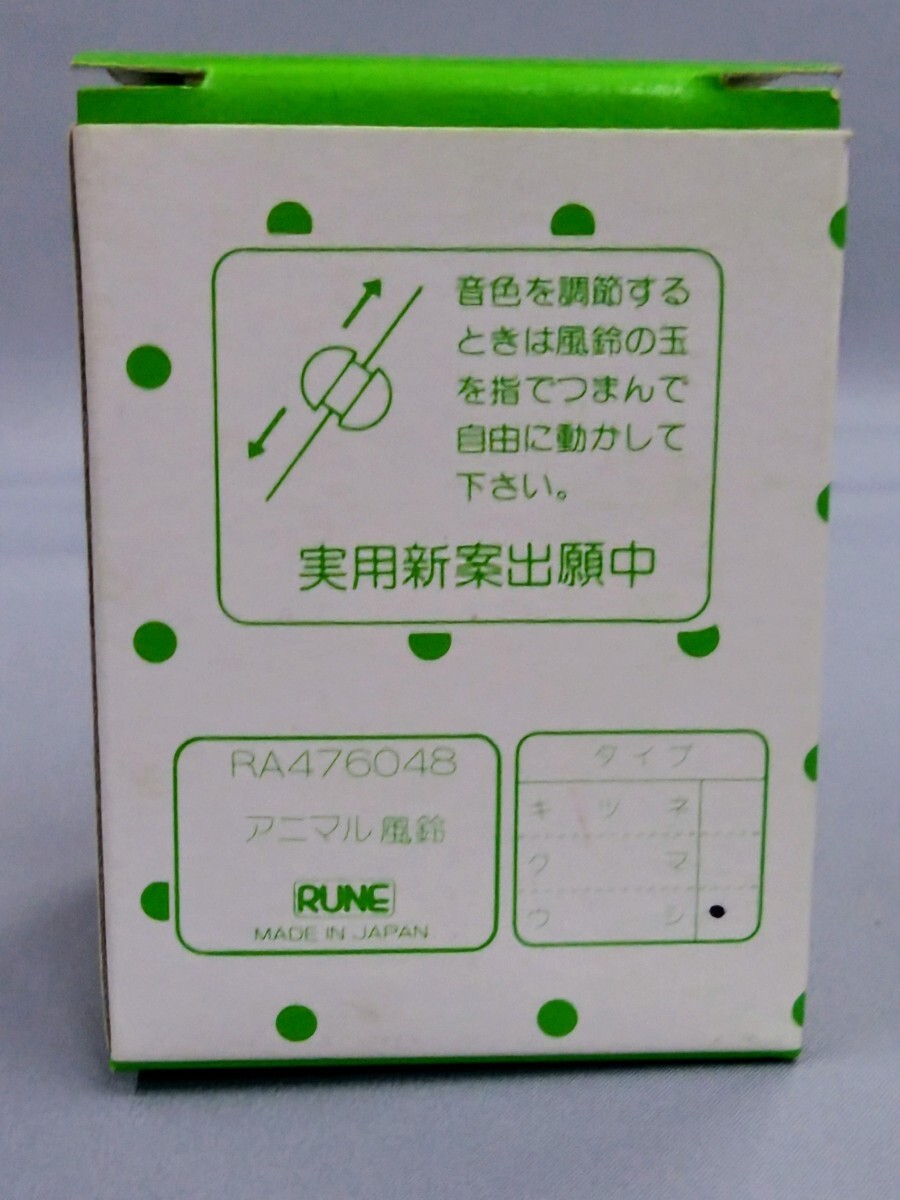 音色を調節する
ときは風鈴の玉
を指でつまんで
自由に動かして
下さい。
実用新案出願中
RA476048
アニマル風鈴
RUNE
MADE IN JAPAN
タイプ
キツネ
クマ
ウシ